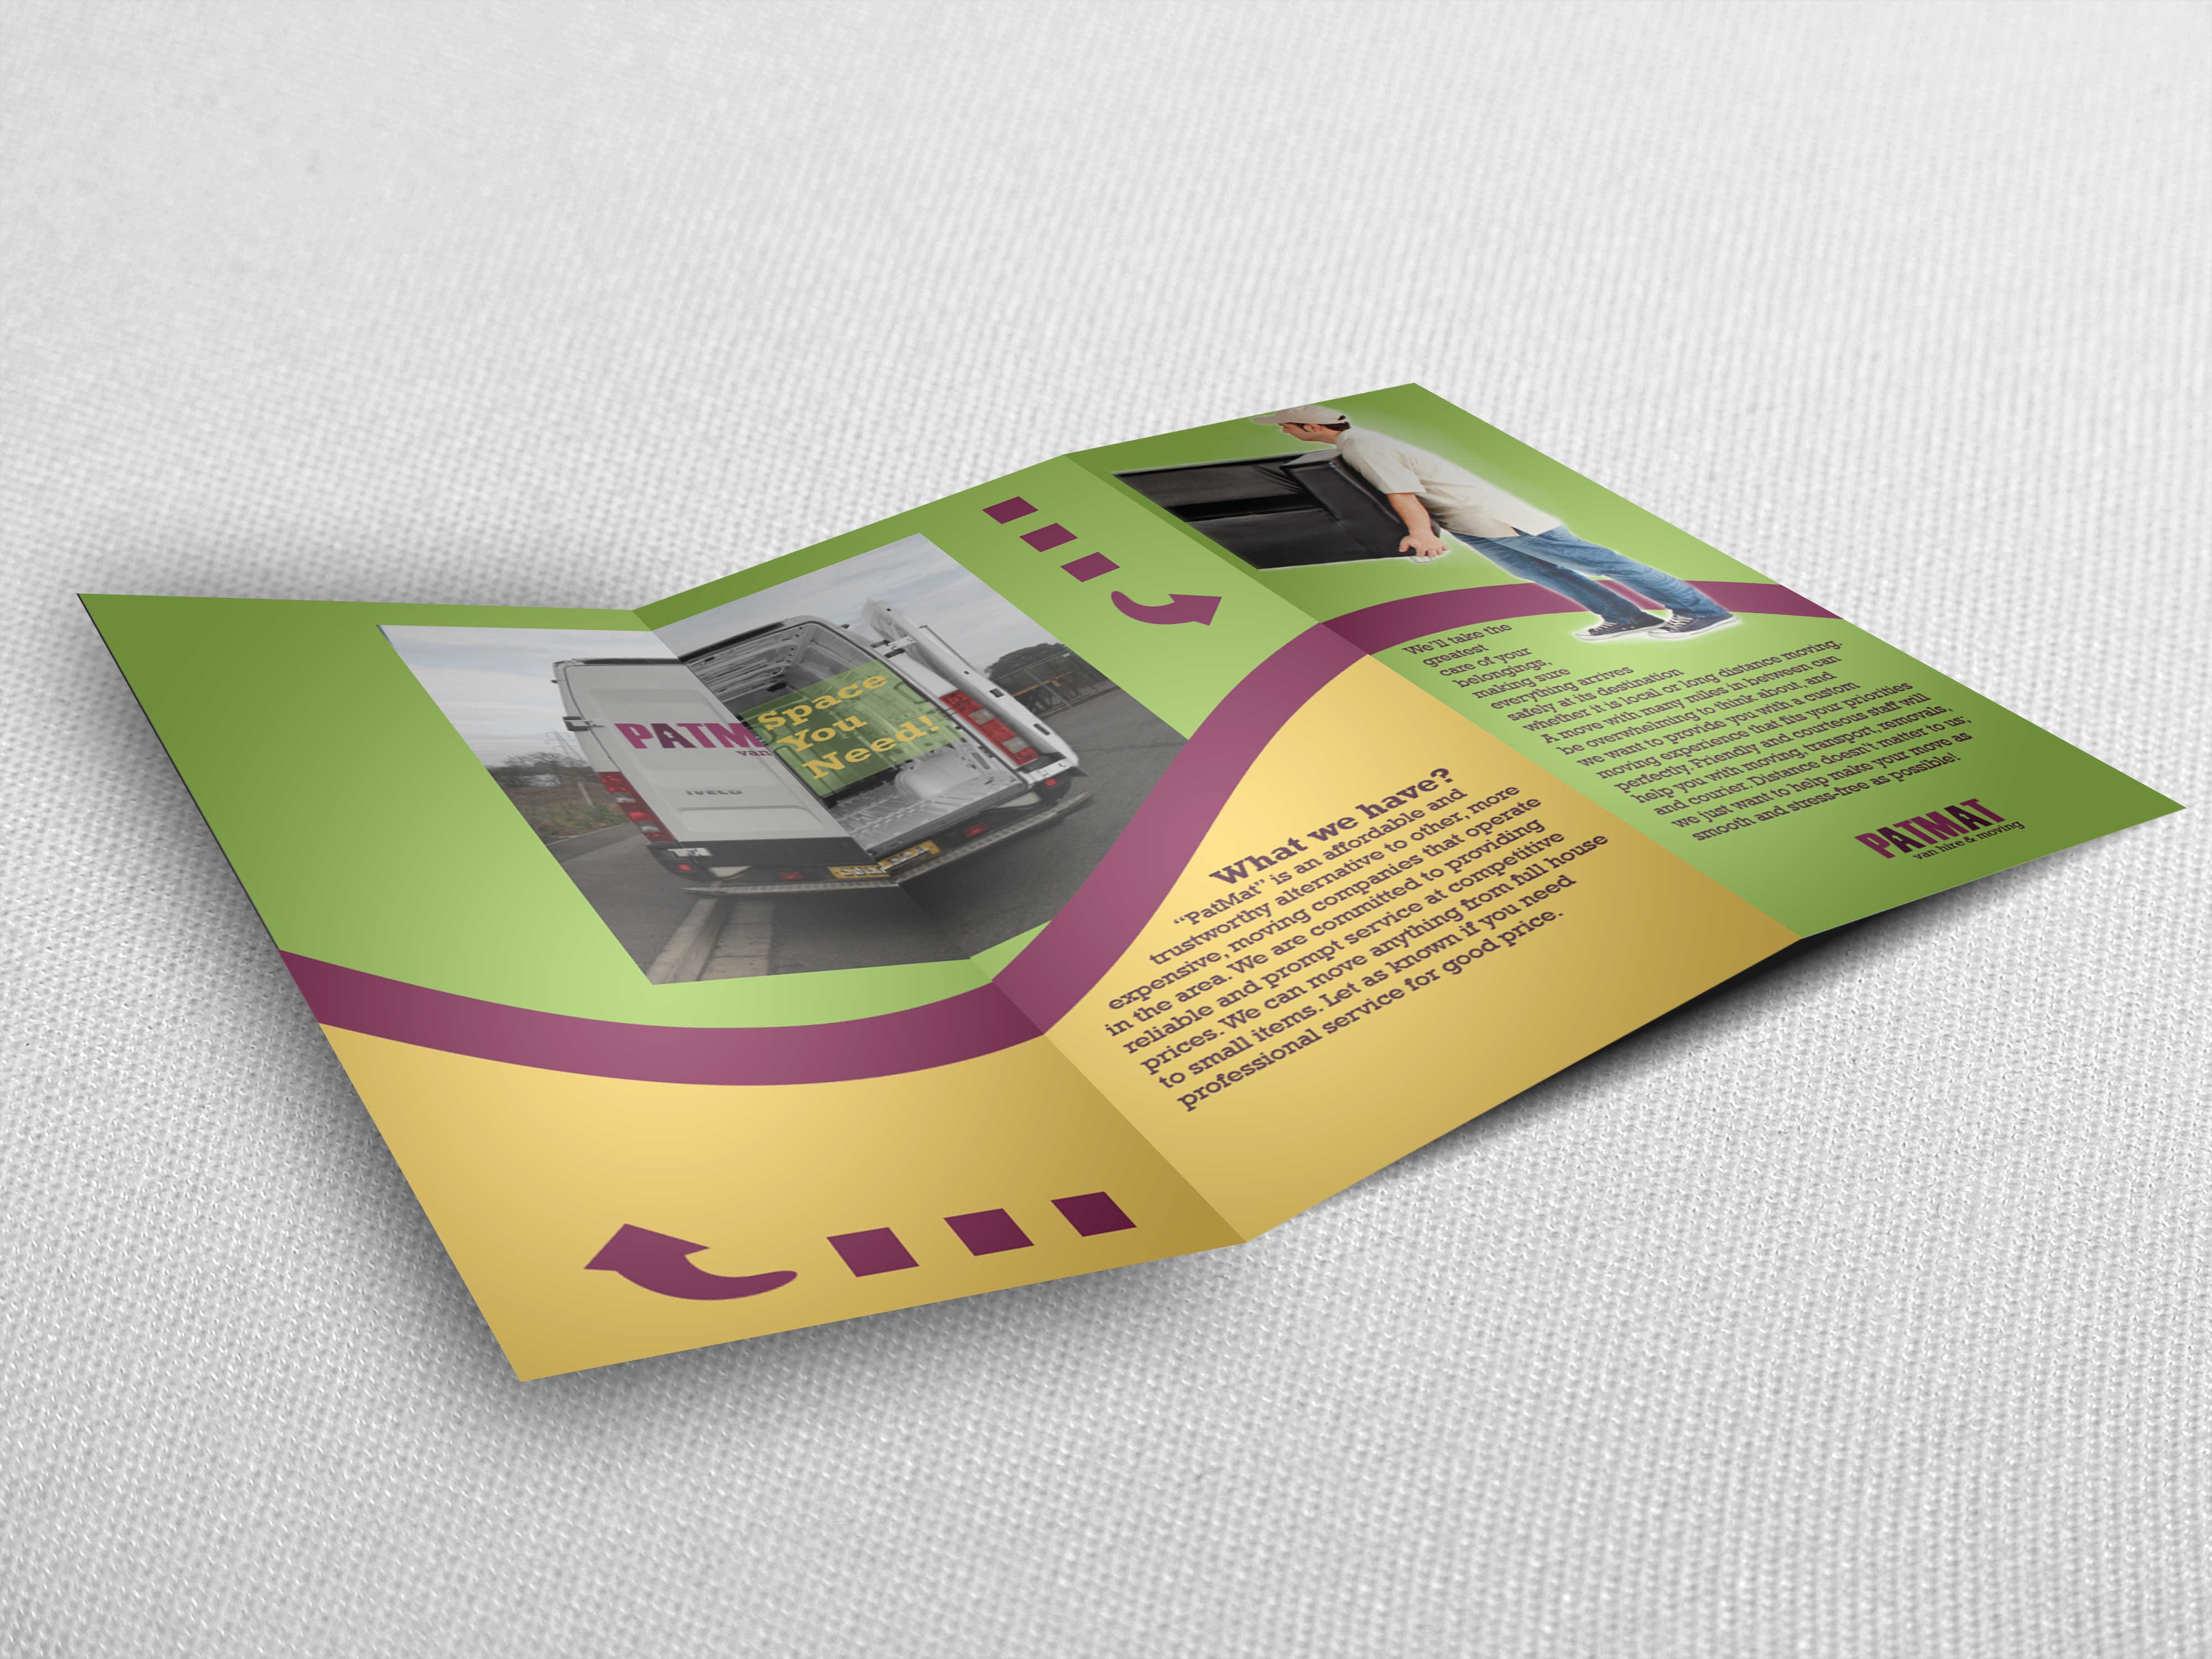 PATM
van
IVECO
Space
You
Need!
What we have?
“PatMat” is an affordable and
trustworthy alternative to other, more
expensive, moving companies that operate
in the area. We are committed to providing
reliable and prompt service at competitive
prices. We can move anything from full house
to small items. Let as known if you need
professional service for good price.
We'll take the
greatest
care of your
belongings,
making sure
everything arrives
safely at its destination
whether it is local or long distance moving.
A move with many miles in between can
be overwhelming to think about, and
we want to provide you with a custom
moving experience that fits your priorities
perfectly. Friendly and courteous staff will
help you with moving transport, removals,
and courier. Distance doesn't matter to us;
we just want to help make your move as
smooth and stress-free as possible!
PATMAT
van hire & moving